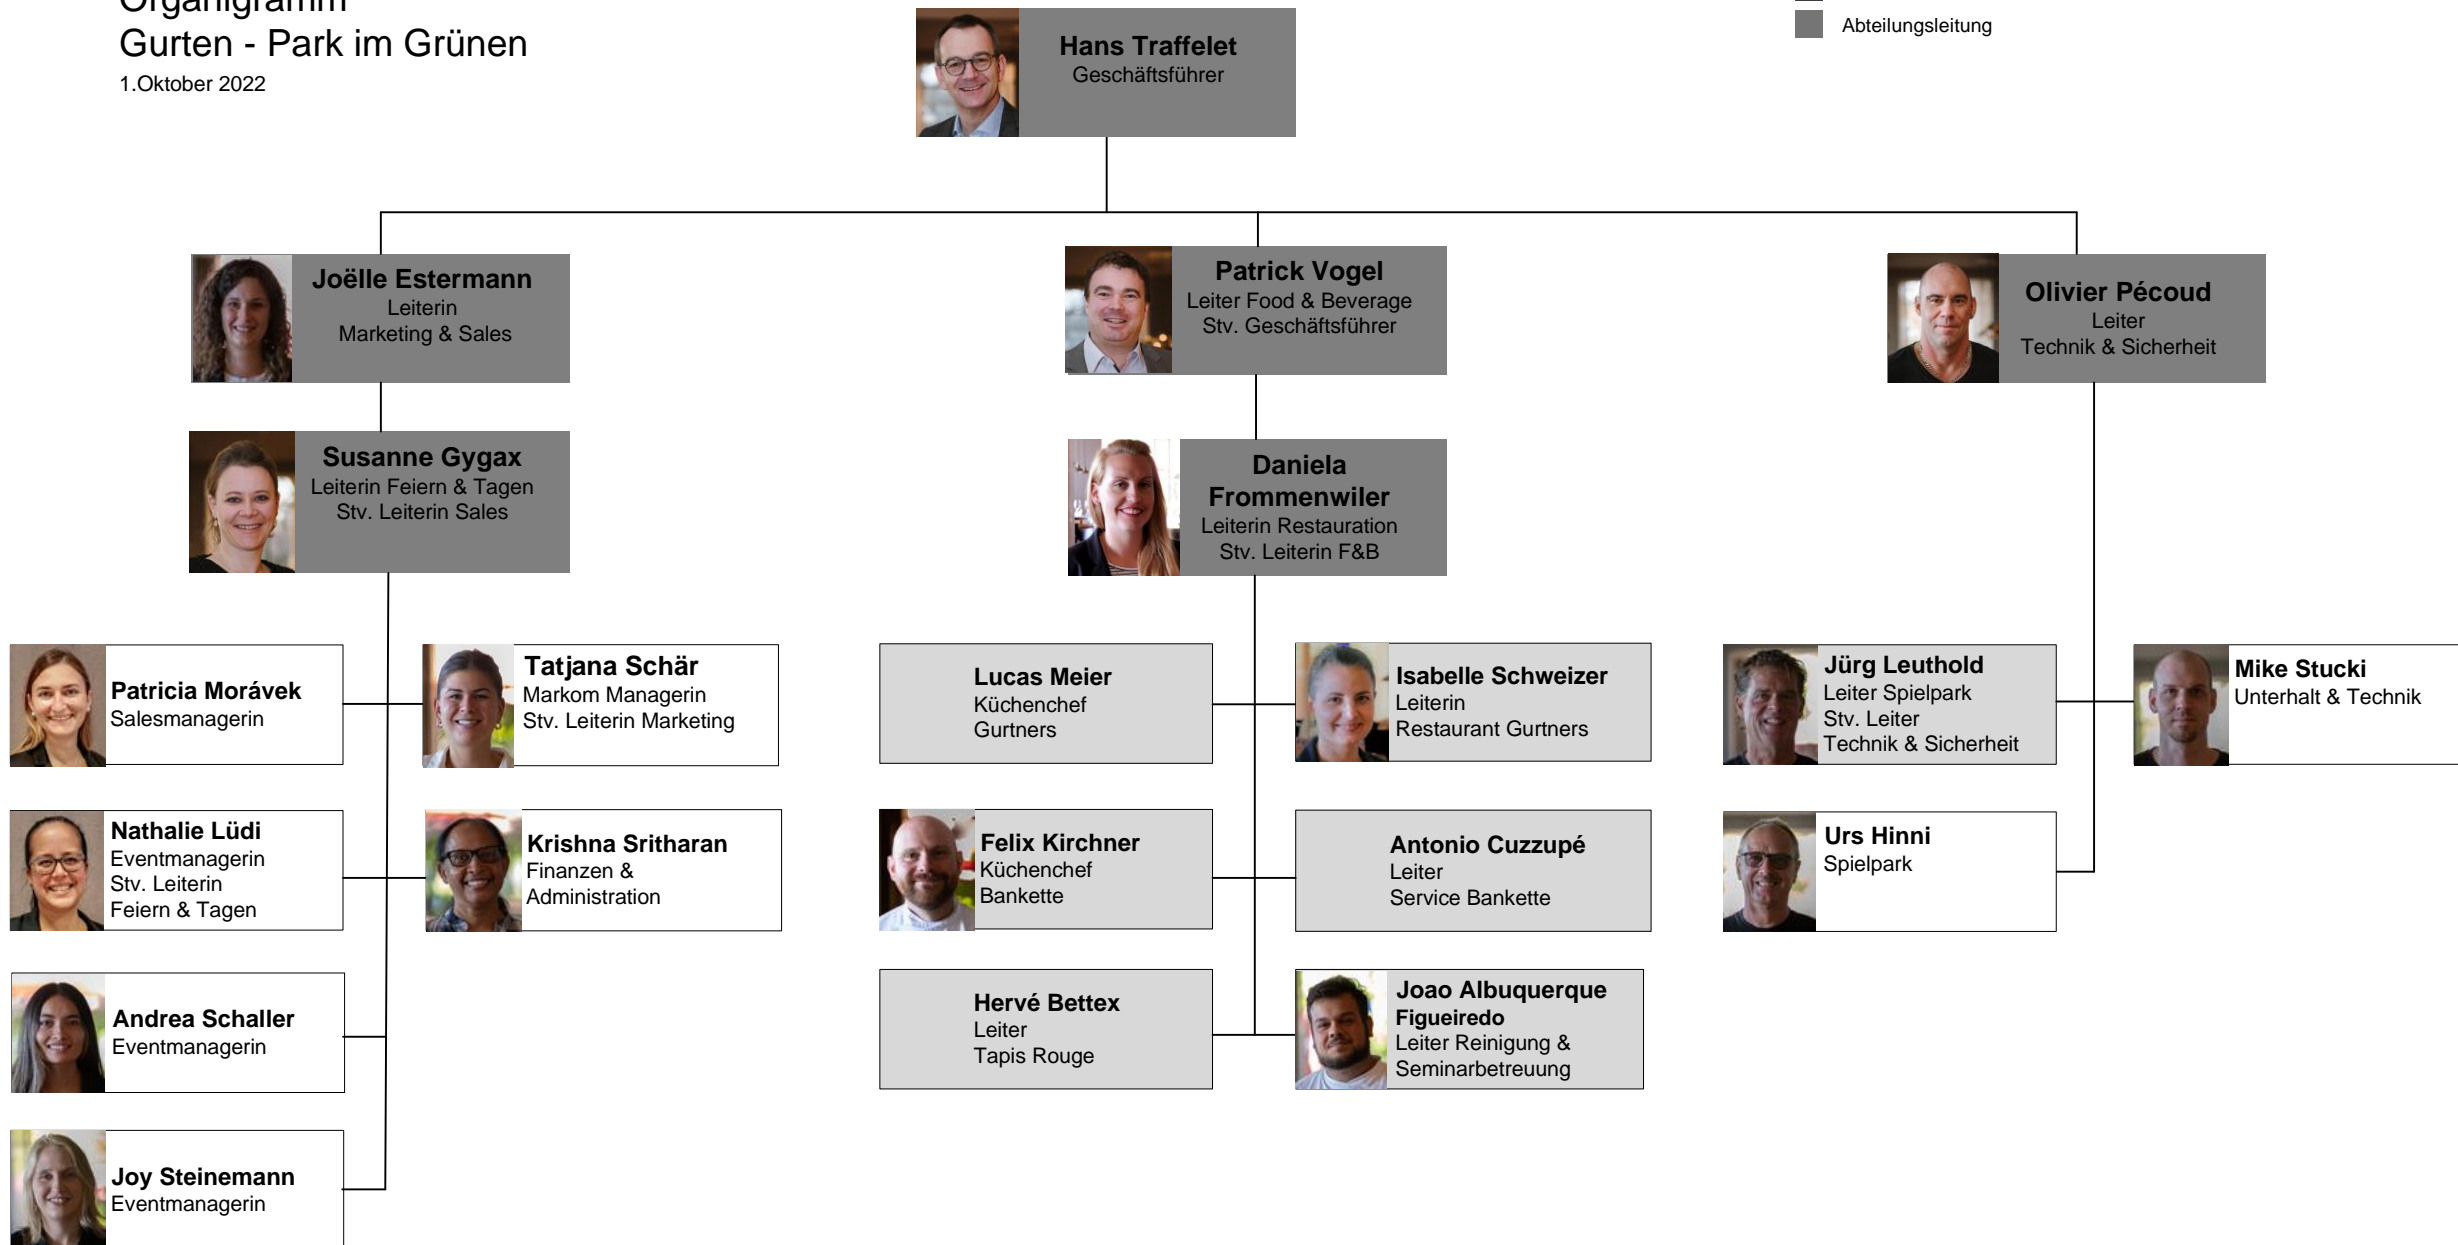 Organigramm
Gurten - Park im Grünen
1.Oktober 2022
Abteilungsleitung
Hans Traffelet
Geschäftsführer
Joëlle Estermann
Leiterin
Marketing & Sales
Patrick Vogel
Leiter Food & Beverage
Stv. Geschäftsführer
Olivier Pécoud
Leiter
Technik & Sicherheit
Susanne Gygax
Leiterin Feiern & Tagen
Stv. Leiterin Sales
Daniela
Frommenwiler
Leiterin Restauration
Stv. Leiterin F&B
Patricia Morávek
Salesmanagerin
Tatjana Schär
Markom Managerin
Stv. Leiterin Marketing
Lucas Meier
Küchenchef
Gurtners
Isabelle Schweizer
Leiterin
Restaurant Gurtners
Jürg Leuthold
Leiter Spielpark
Stv. Leiter
Technik & Sicherheit
Mike Stucki
Unterhalt & Technik
Nathalie Lüdi
Eventmanagerin
Stv. Leiterin
Feiern & Tagen
Krishna Sritharan
Finanzen &
Administration
Felix Kirchner
Küchenchef
Bankette
Antonio Cuzzupé
Leiter
Service Bankette
Urs Hinni
Spielpark
Andrea Schaller
Eventmanagerin
Hervé Bettex
Leiter
Tapis Rouge
Joao Albuquerque
Figueiredo
Leiter Reinigung &
Seminarbetreuung
Joy Steinemann
Eventmanagerin